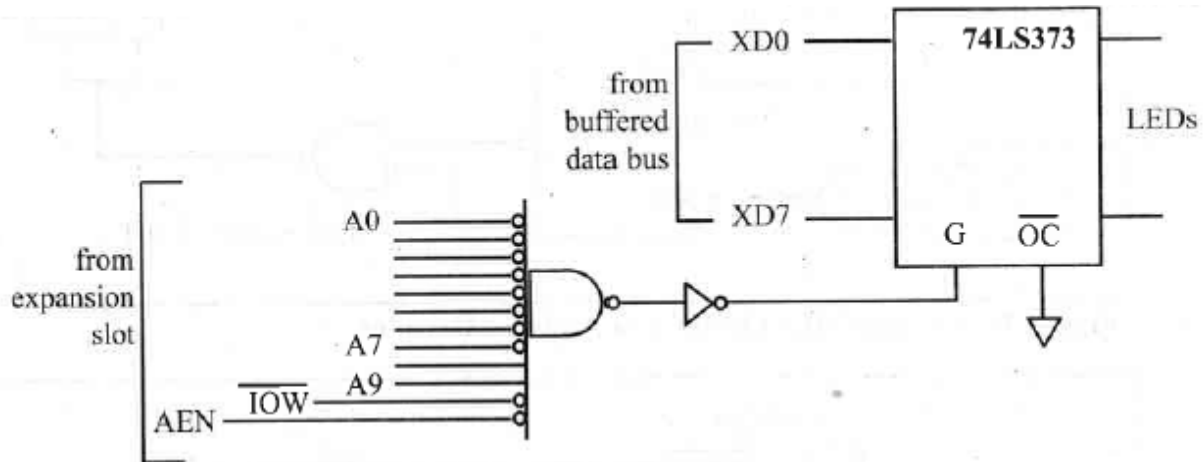 XD0
74LS373
from
buffered
data bus
LEDs
A0
XD7
G
OC
from
expansion
slot
A7
A9
IOW
AEN